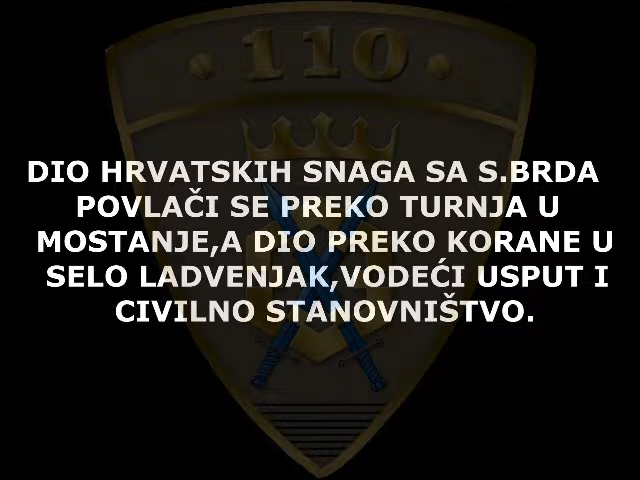 110
DIO HRVATSKIH SNAGA SA S.BRDA
POVLAČI SE PREKO TURNJA U
MOSTANJE,A DIO PREKO KORANE U
SELO LADVENJAK,VODEĆI USPUT I
CIVILNO STANOVNIŠTVO.